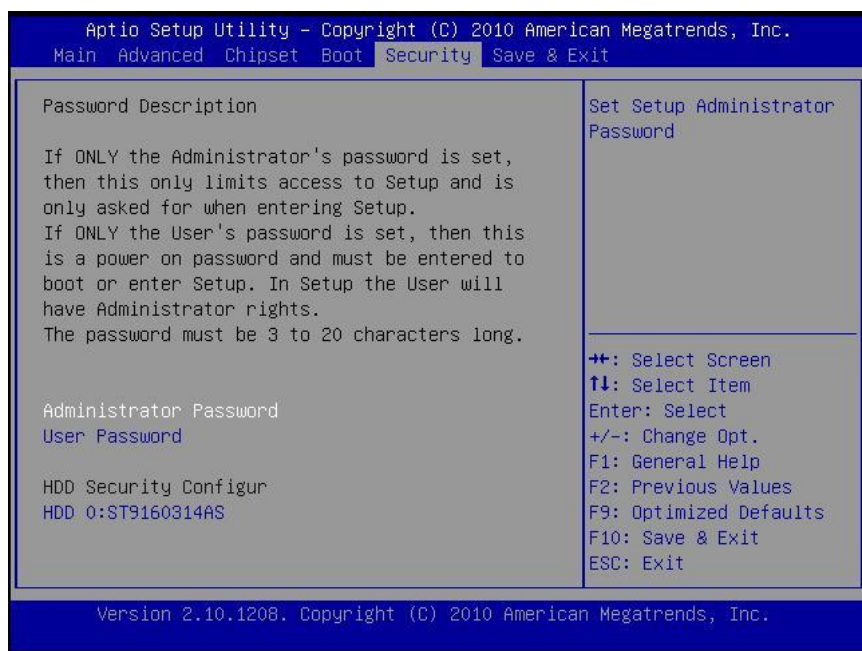 Aptio Setup Utility – Copyright (C) 2010 American Megatrends, Inc.
Main Advanced Chipset Boot Security Save & Exit
Password Description
If ONLY the Administrator's password is set,
then this only limits access to Setup and is
only asked for when entering Setup.
If ONLY the User's password is set, then this
is a power on password and must be entered to
boot or enter Setup. In Setup the User will
have Administrator rights.
The password must be 3 to 20 characters long.
Administrator Password
User Password
HDD Security Configur
HDD 0:ST9160314AS
Set Setup Administrator
Password
→←: Select Screen
↑↓: Select Item
Enter: Select
+/-: Change Opt.
F1: General Help
F2: Previous Values
F9: Optimized Defaults
F10: Save & Exit
ESC: Exit
Version 2.10.1208. Copyright (C) 2010 American Megatrends, Inc.